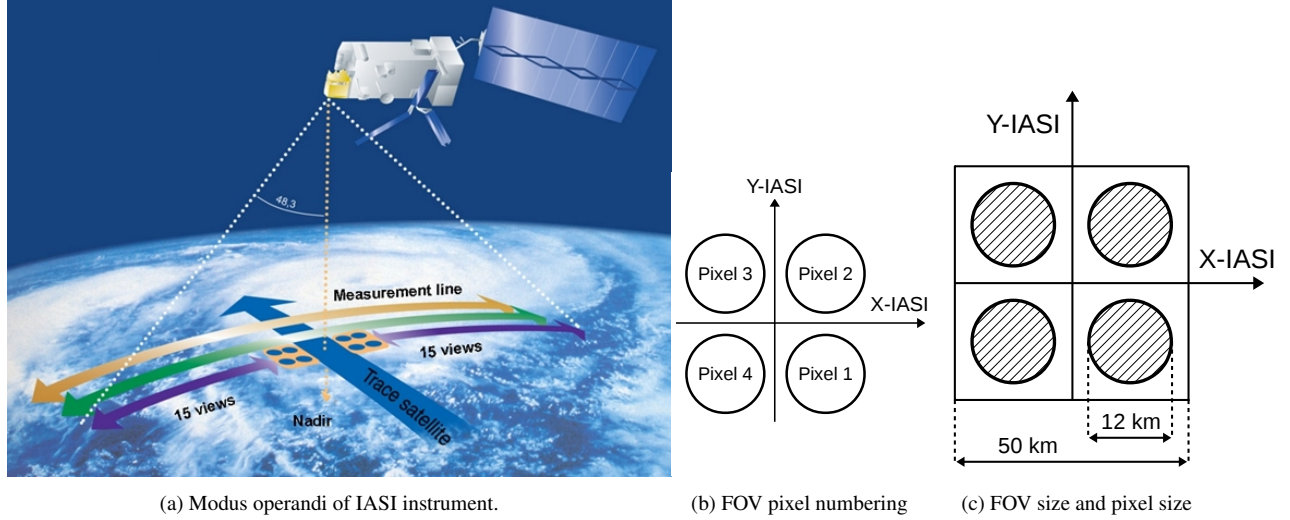 48,3
Measurement line
15 views
15 views
Trace satellite
Nadir
(a) Modus operandi of IASI instrument.
Y-IASI
Pixel 3
Pixel 2
X-IASI
Pixel 4
Pixel 1
(b) FOV pixel numbering
Y-IASI
X-IASI
12 km
50 km
(c) FOV size and pixel size